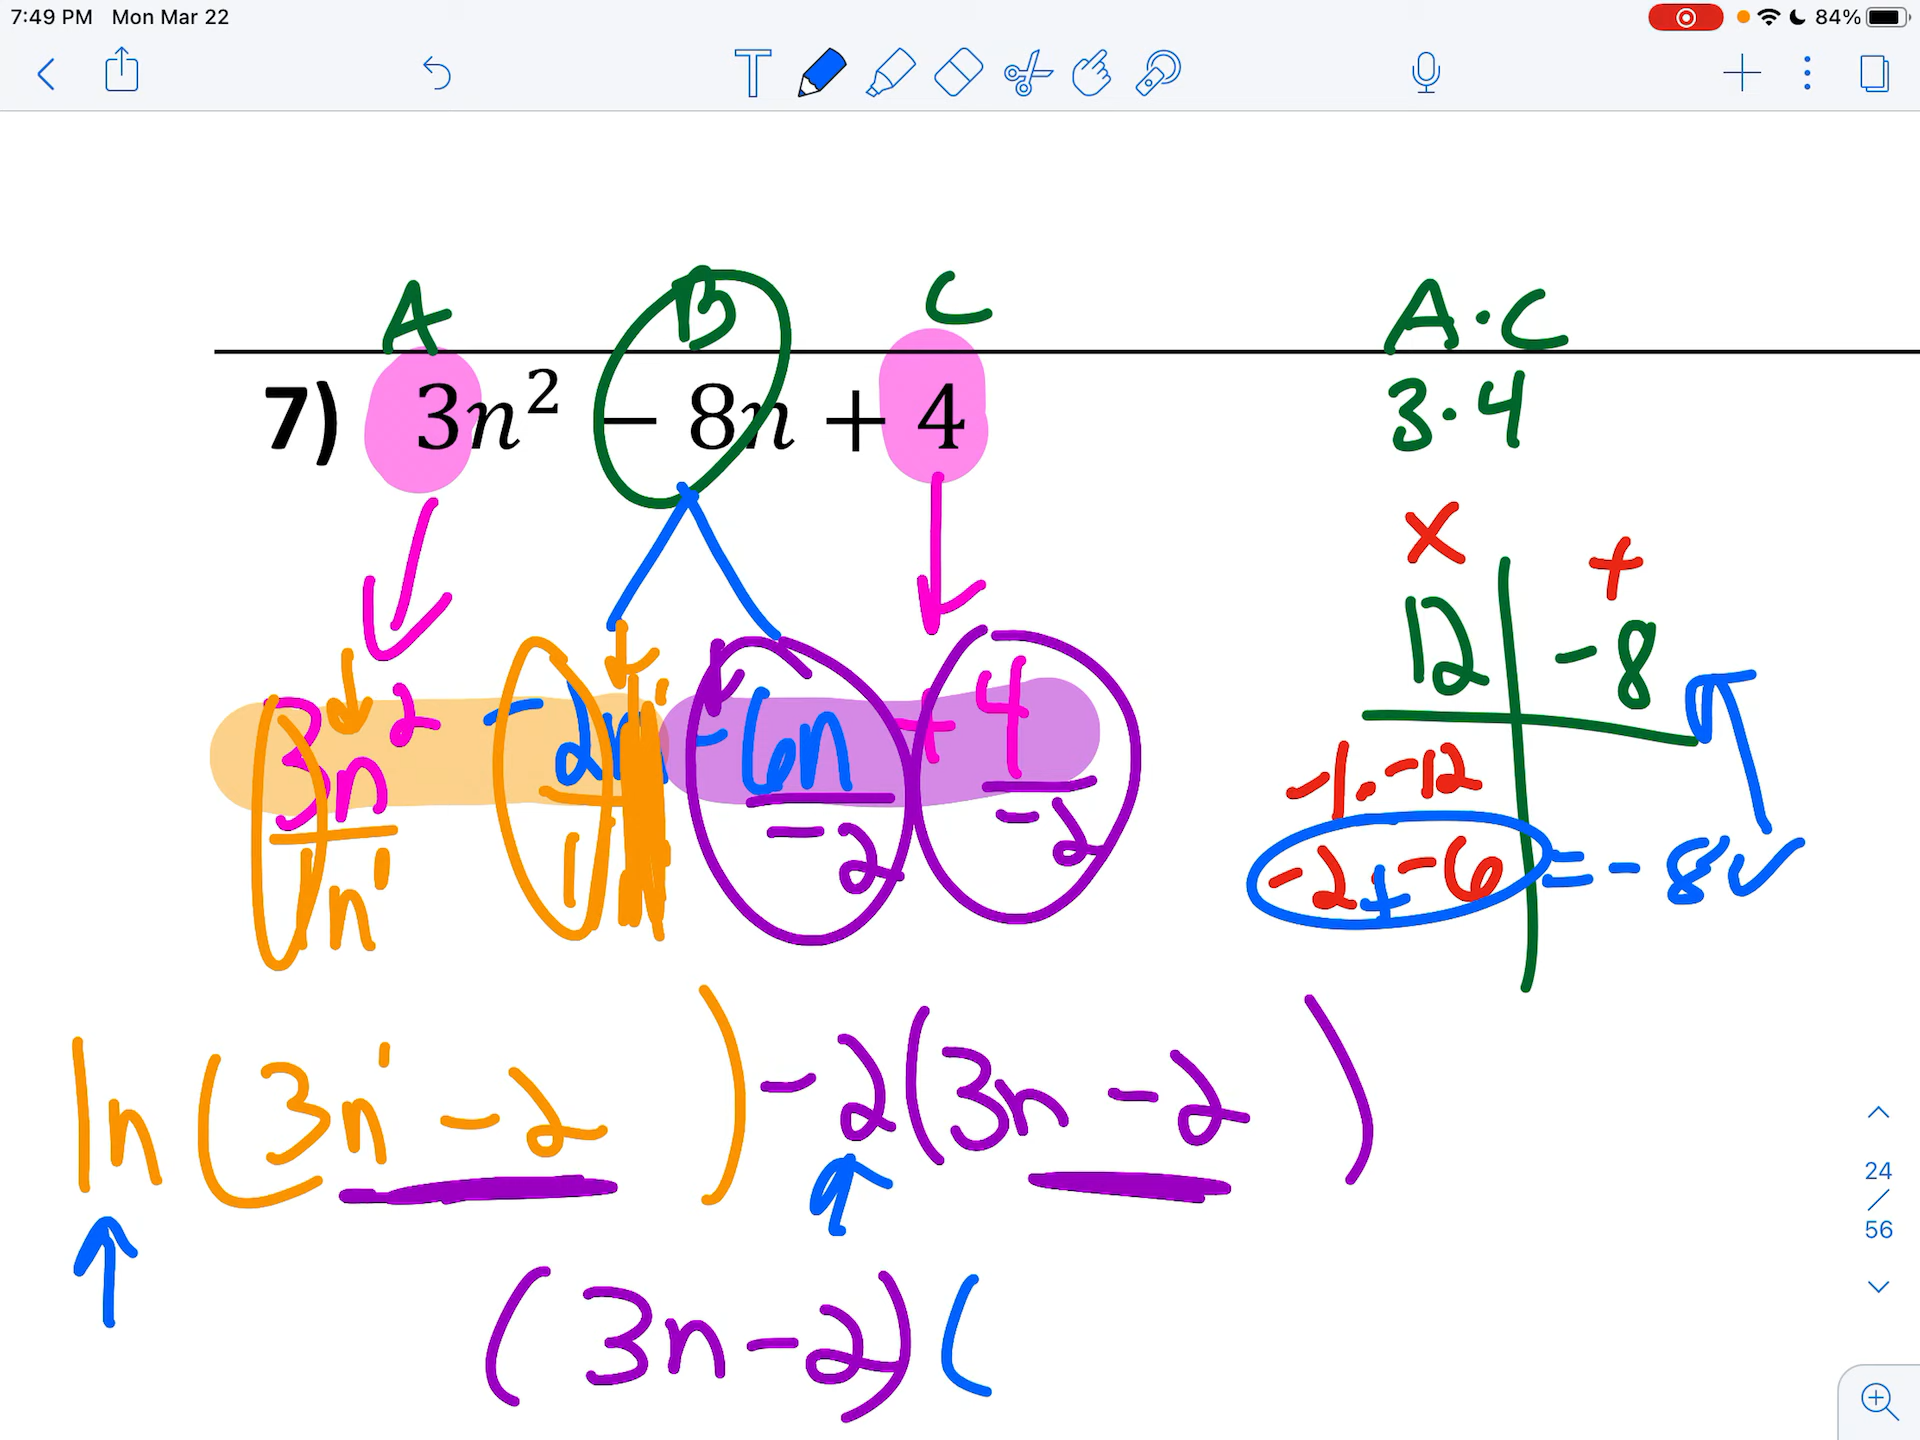 7:49 PM Mon Mar 22 84%
T
A B C A·C
7) 3n² − 8n + 4 3·4
x +
12 -8
3n² - 2n - 6n + 4
-1·-12
1n' 1 -2 -2
-2+-6 = -8✓
1n(3n' - 2) -2(3n - 2)
(3n-2)(
24
/
56